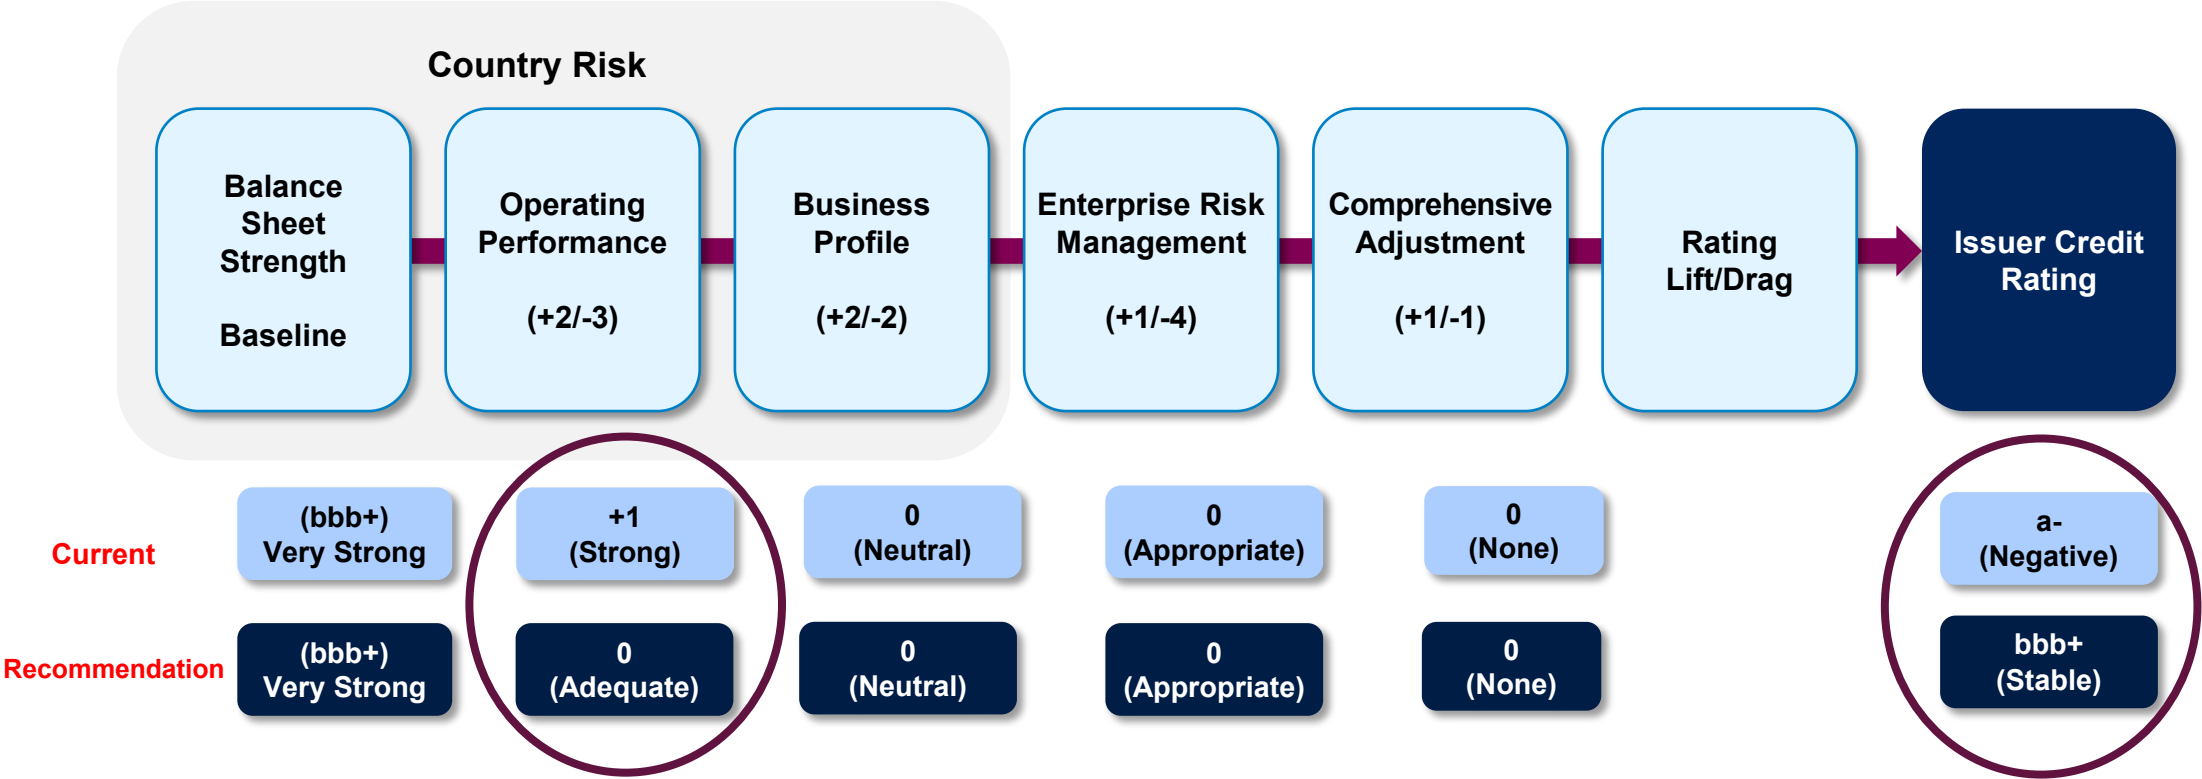 Country Risk
Balance
Sheet
Strength
Baseline
Operating
Performance
(+2/-3)
Business
Profile
(+2/-2)
Enterprise Risk
Management
(+1/-4)
Comprehensive
Adjustment
(+1/-1)
Rating
Lift/Drag
Issuer Credit
Rating
Current
(bbb+)
Very Strong
+1
(Strong)
0
(Neutral)
0
(Appropriate)
0
(None)
a-
(Negative)
Recommendation
(bbb+)
Very Strong
0
(Adequate)
0
(Neutral)
0
(Appropriate)
0
(None)
bbb+
(Stable)